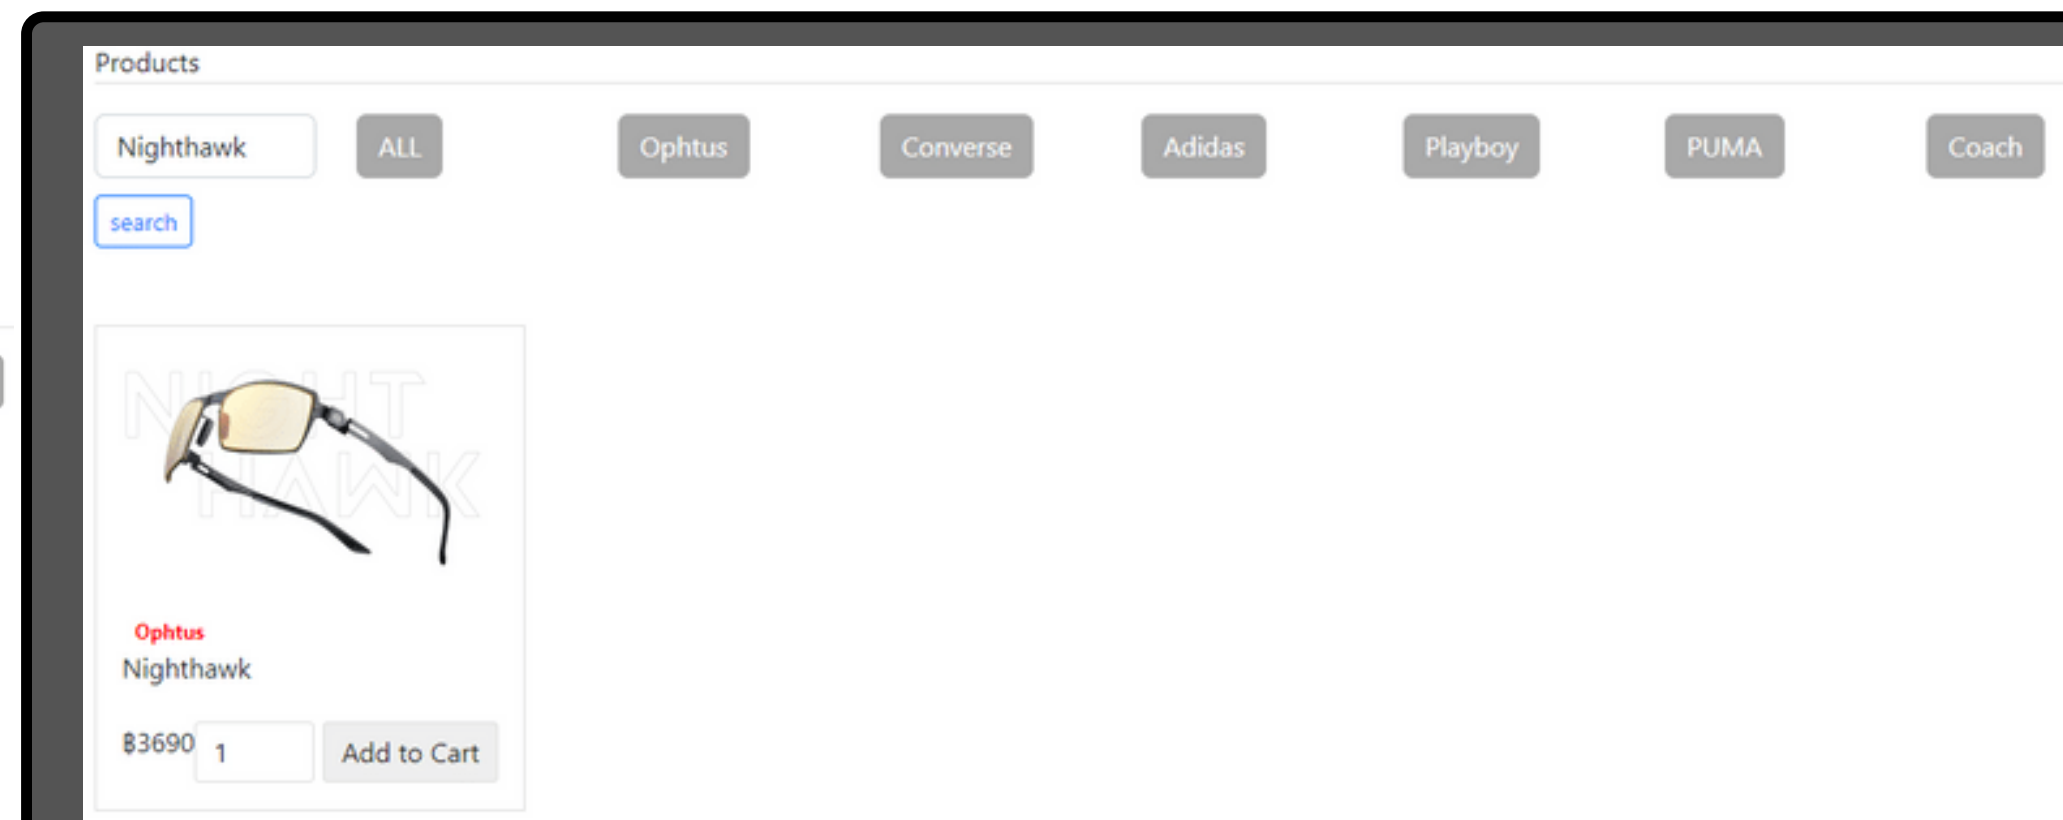 Products
Nighthawk ALL Ophtus Converse Adidas Playboy PUMA Coach
search
NIGHT
HAWK
Ophtus
Nighthawk
฿3690 1 Add to Cart